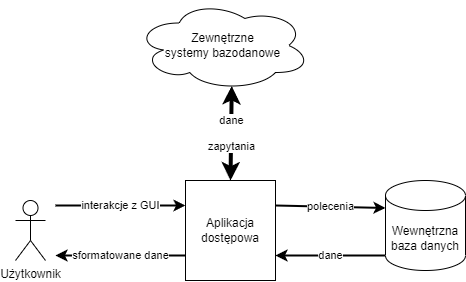 Zewnętrzne
systemy bazodanowe
dane
zapytania
interakcje z GUI
polecenia
Aplikacja
dostępowa
Wewnętrzna
baza danych
sformatowane dane
dane
Użytkownik